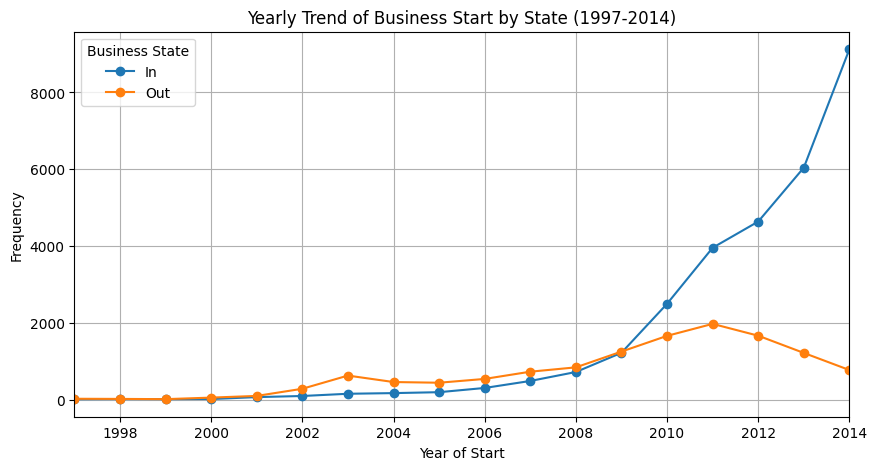 Yearly Trend of Business Start by State (1997-2014)
Business State
In
Out
Frequency
8000
6000
4000
2000
0
1998 2000 2002 2004 2006 2008 2010 2012 2014
Year of Start